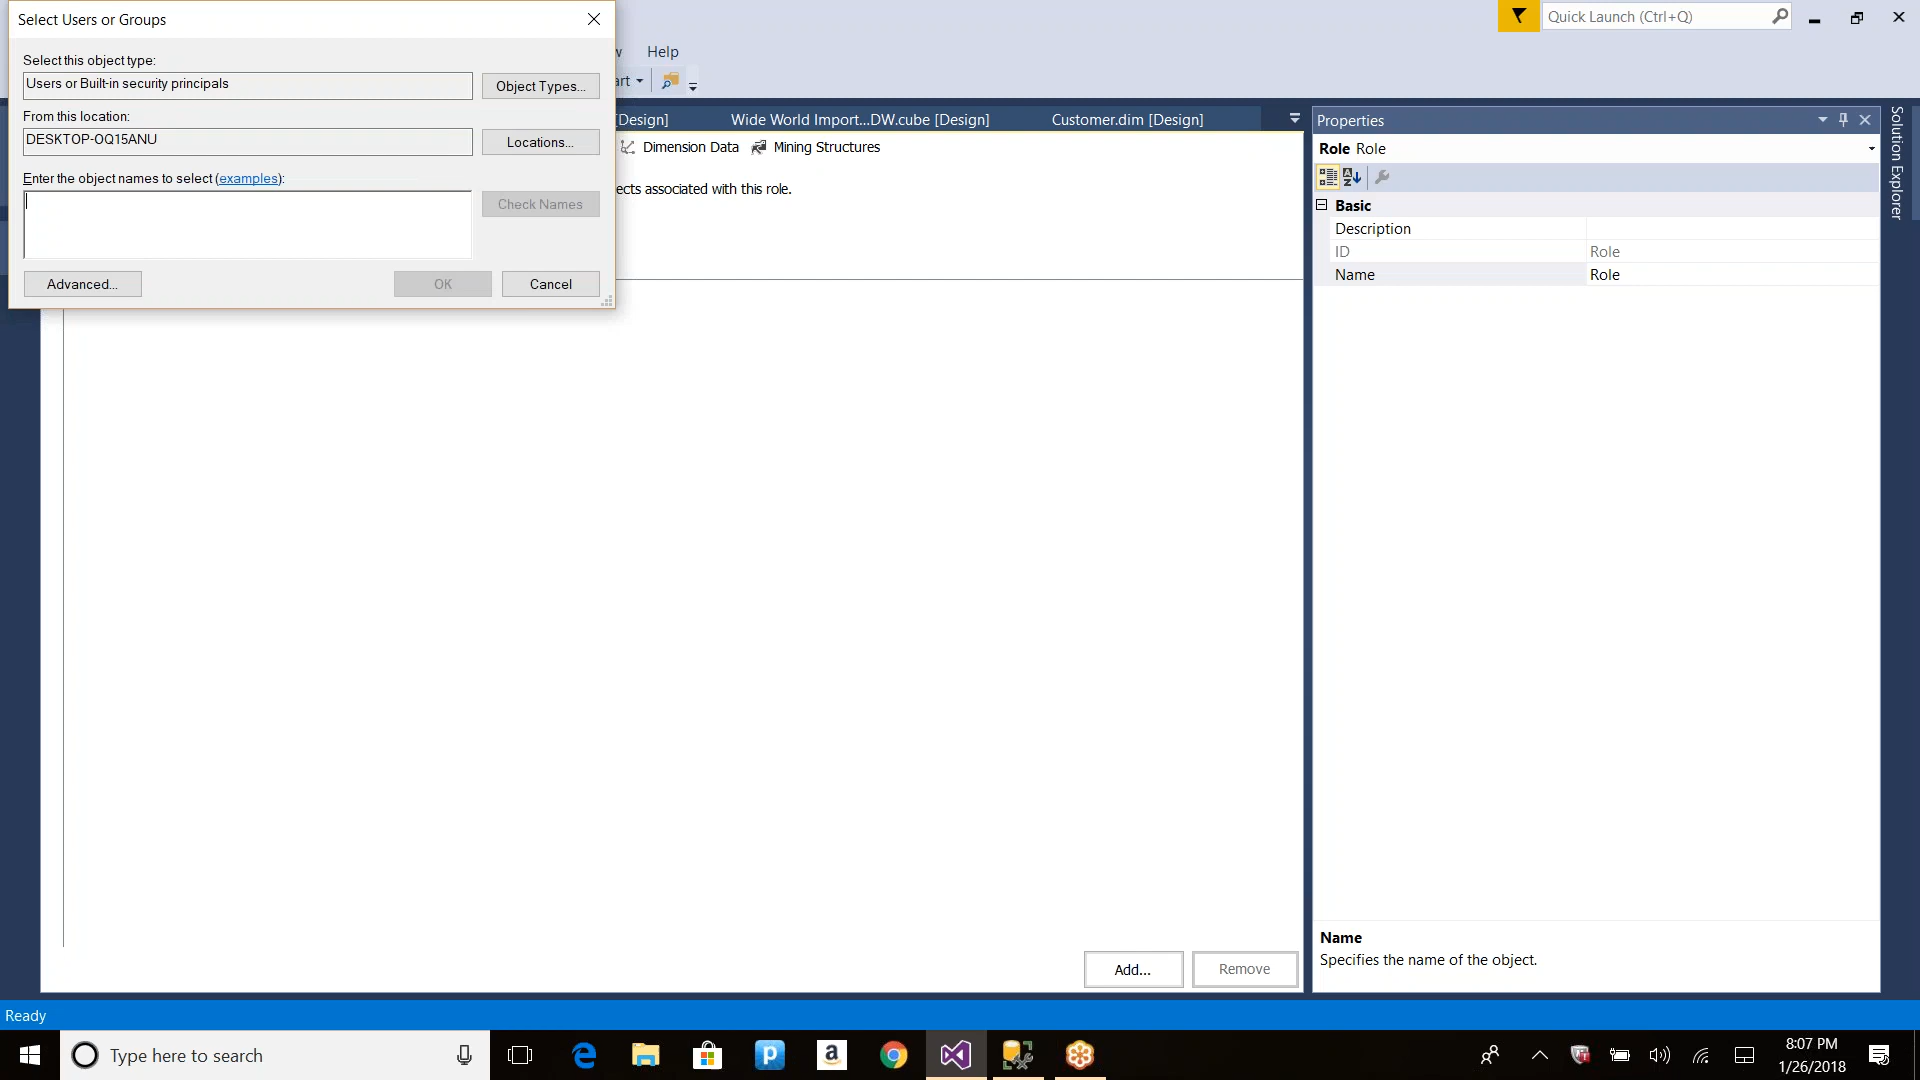 Select Users or Groups
Quick Launch (Ctrl+Q)
Help
Select this object type:
Users or Built-in security principals
Object Types...
From this location:
DESKTOP-OQ15ANU
Locations...
Enter the object names to select (examples):
Check Names
Advanced...
OK
Cancel
art
[Design]
Wide World Import...DW.cube [Design]
Customer.dim [Design]
Dimension Data
Mining Structures
ects associated with this role.
Add...
Remove
Properties
Role Role
Basic
Description
ID Role
Name Role
Name
Specifies the name of the object.
Solution Explorer
Ready
Type here to search
8:07 PM
1/26/2018